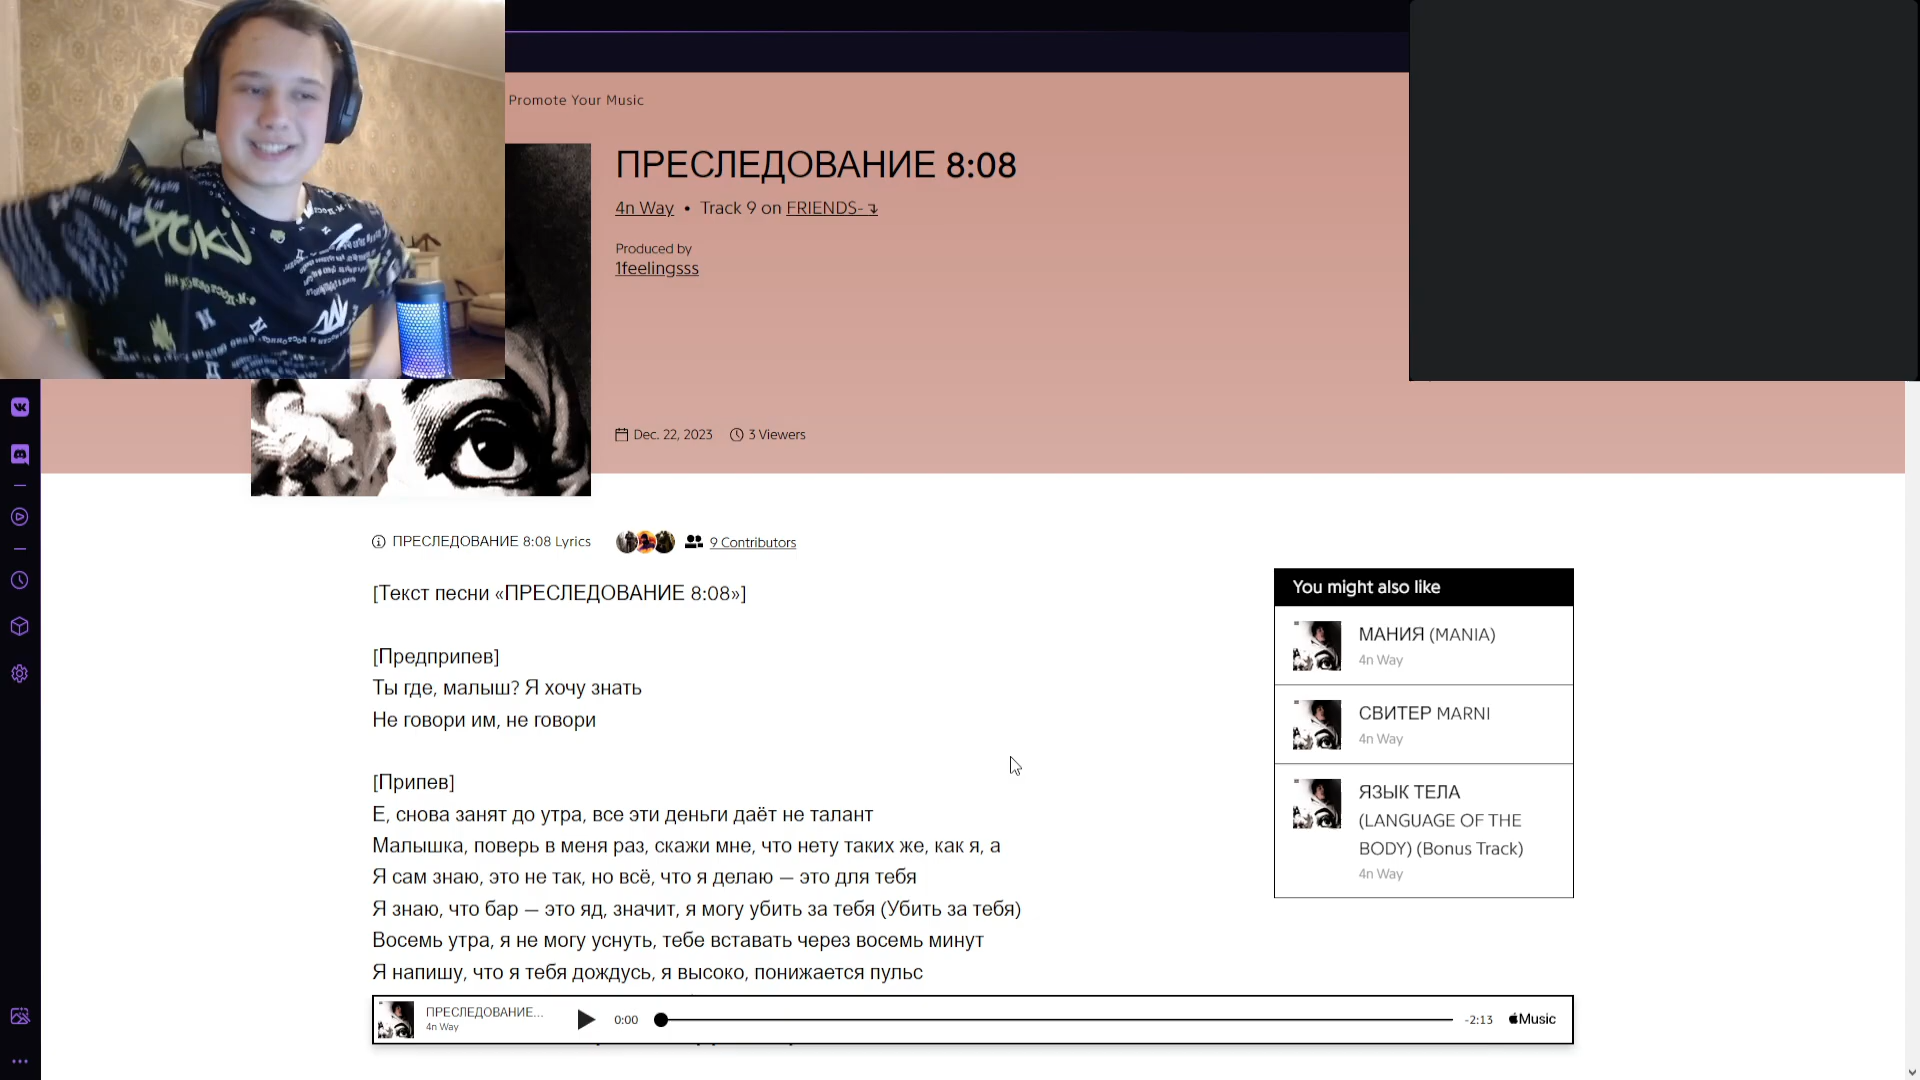 Promote Your Music
ПРЕСЛЕДОВАНИЕ 8:08
4n Way • Track 9 on FRIENDS-↴
Produced by
1feelingsss
Dec. 22, 2023 3 Viewers
ПРЕСЛЕДОВАНИЕ 8:08 Lyrics
9 Contributors
[Текст песни «ПРЕСЛЕДОВАНИЕ 8:08»]
[Предприпев]
Ты где, малыш? Я хочу знать
Не говори им, не говори
[Припев]
Е, снова занят до утра, все эти деньги даёт не талант
Малышка, поверь в меня раз, скажи мне, что нету таких же, как я, а
Я сам знаю, это не так, но всё, что я делаю — это для тебя
Я знаю, что бар — это яд, значит, я могу убить за тебя (Убить за тебя)
Восемь утра, я не могу уснуть, тебе вставать через восемь минут
Я напишу, что я тебя дождусь, я высоко, понижается пульс
You might also like
МАНИЯ (MANIA)
4n Way
СВИТЕР MARNI
4n Way
ЯЗЫК ТЕЛА
(LANGUAGE OF THE
BODY) (Bonus Track)
4n Way
ПРЕСЛЕДОВАНИЕ...
4n Way
0:00
-2:13
Music